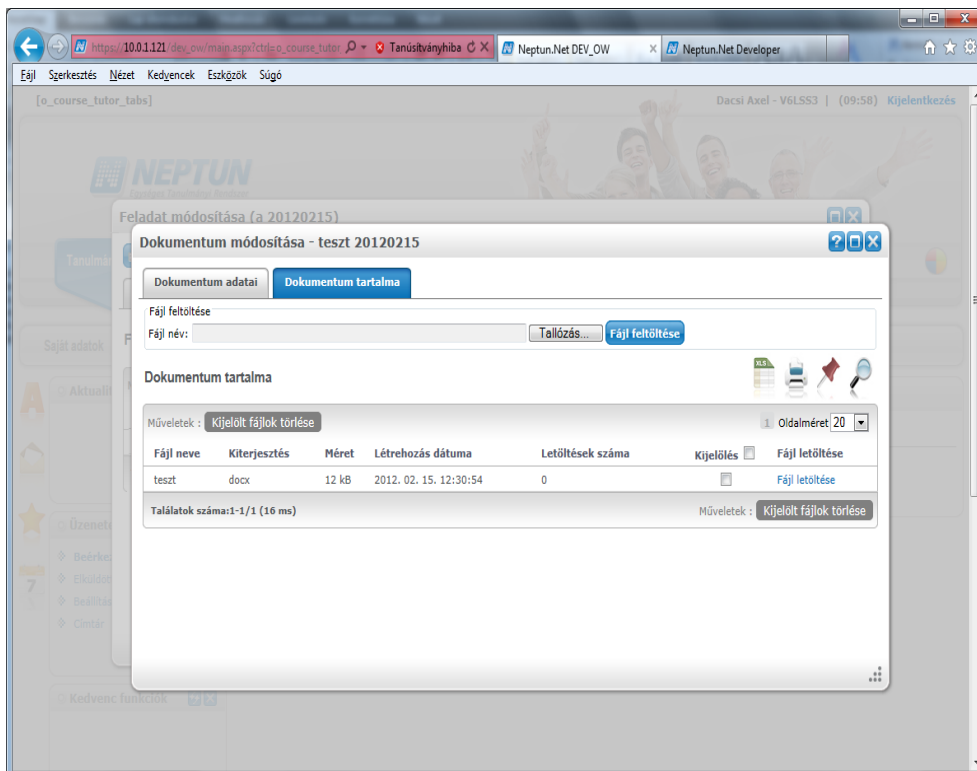 https://10.0.1.121/dev_ow/main.aspx?ctrl=o_course_tutor Tanúsítványhiba Neptun.Net DEV_OW Neptun.Net Developer
Fájl Szerkesztés Nézet Kedvencek Eszközök Súgó
[o_course_tutor_tabs] Dacsi Axel - V6LSS3 | (09:58) Kijelentkezés
NEPTUN
Feladat módosítása (a 20120215)
Dokumentum módosítása - teszt 20120215
Tanulmán
Dokumentum adatai Dokumentum tartalma
Fájl feltöltése
Fájl név: Tallózás... Fájl feltöltése
Saját adatok F
Dokumentum tartalma
XLS
Aktuali
Műveletek : Kijelölt fájlok törlése 1 Oldalméret 20
Fájl neve Kiterjesztés Méret Létrehozás dátuma Letöltések száma Kijelölés Fájl letöltése
teszt docx 12 kB 2012. 02. 15. 12:30:54 0 Fájl letöltése
Találatok száma:1-1/1 (16 ms) Műveletek : Kijelölt fájlok törlése
Üzenete
Beérkez
7
Elküldöt
Beállítás
Címtár
Kedvenc funkciók